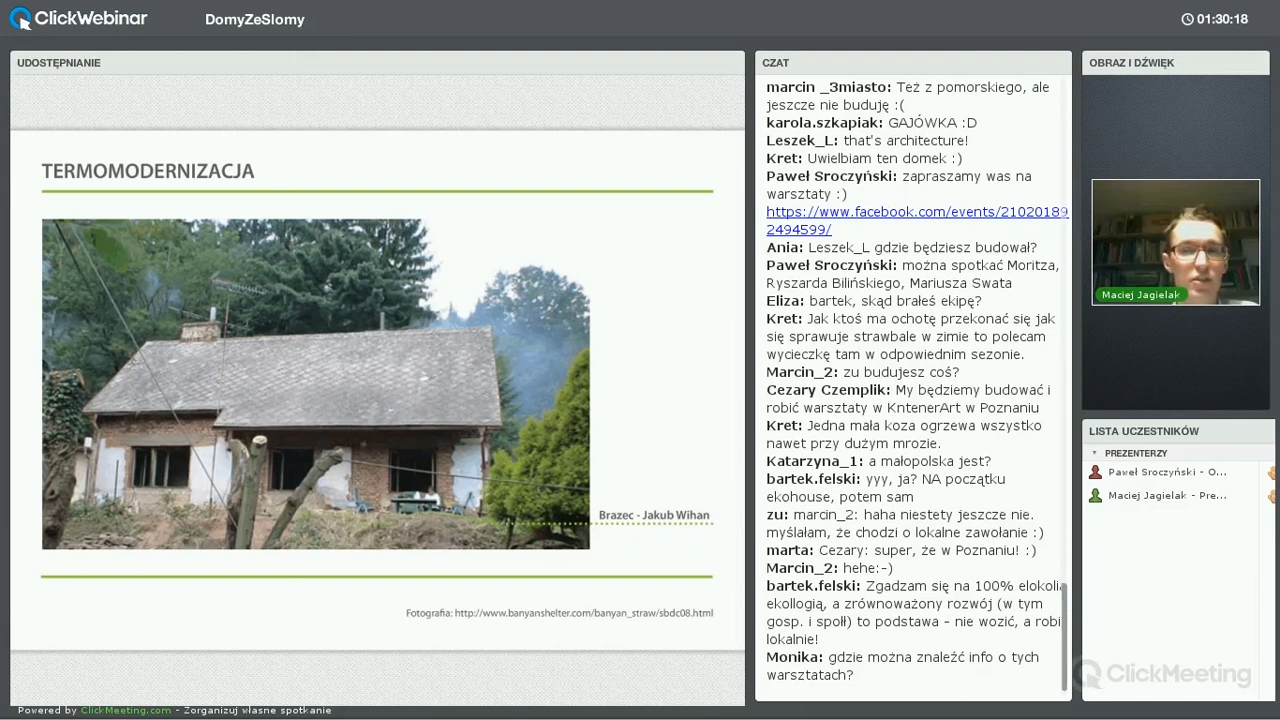 ClickWebinar
DomyZeSlomy
01:30:18
UDOSTĘPNIANIE
TERMOMODERNIZACJA
Brazec - Jakub Wihan
Fotografia: http://www.banyanshelter.com/banyan_straw/sbdc08.html
CZAT
marcin _3miasto: Też z pomorskiego, ale
jeszcze nie buduję :(
karola.szkapiak: GAJÓWKA :D
Leszek_L: that's architecture!
Kret: Uwielbiam ten domek :)
Paweł Sroczyński: zapraszamy was na
warsztaty :)
https://www.facebook.com/events/21020189
2494599/
Ania: Leszek_L gdzie będziesz budował?
Paweł Sroczyński: można spotkać Moritza,
Ryszarda Bilińskiego, Mariusza Swata
Eliza: bartek, skąd brałeś ekipę?
Kret: Jak ktoś ma ochotę przekonać się jak
się sprawuje strawbale w zimie to polecam
wycieczkę tam w odpowiednim sezonie.
Marcin_2: zu budujesz coś?
Cezary Czemplik: My będziemy budować i
robić warsztaty w KntenerArt w Poznaniu
Kret: Jedna mała koza ogrzewa wszystko
nawet przy dużym mrozie.
Katarzyna_1: a małopolska jest?
bartek.felski: yyy, ja? NA początku
ekohouse, potem sam
zu: marcin_2: haha niestety jeszcze nie.
myślałam, że chodzi o lokalne zawołanie :)
marta: Cezary: super, że w Poznaniu! :)
Marcin_2: hehe:-)
bartek.felski: Zgadzam się na 100% elokolia
ekollogią, a zrównoważony rozwój (w tym
gosp. i społł) to podstawa - nie wozić, a robi
lokalnie!
Monika: gdzie można znaleźć info o tych
warsztatach?
OBRAZ I DŹWIĘK
Maciej Jagielak
LISTA UCZESTNIKÓW
PREZENTERZY
Paweł Sroczyński - O...
Maciej Jagielak - Pre...
ClickMeeting
Powered by ClickMeeting.com - Zorganizuj własne spotkanie